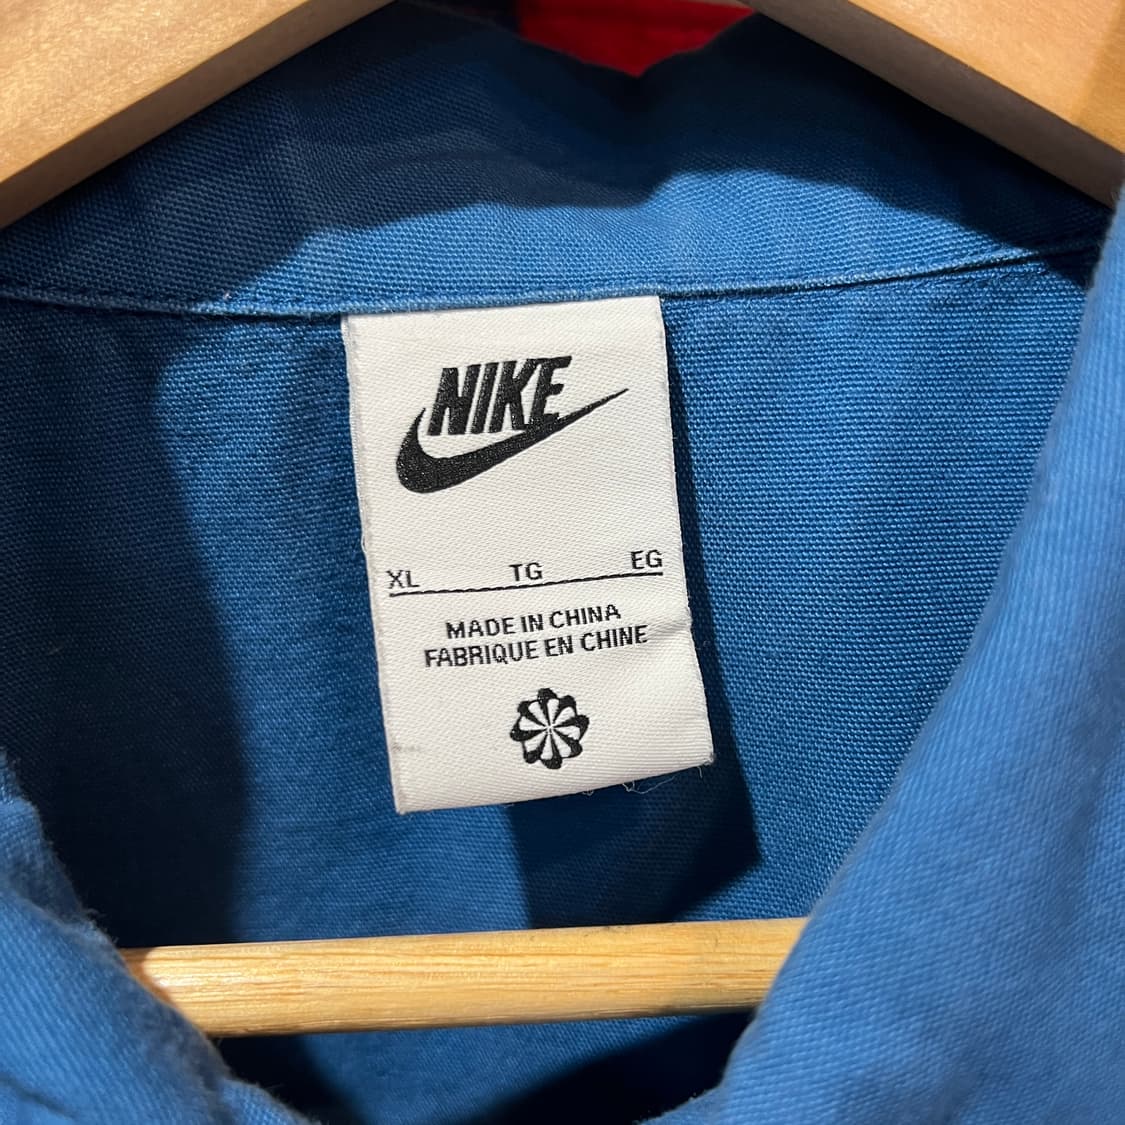 NIKE
XL TG EG
MADE IN CHINA
FABRIQUE EN CHINE